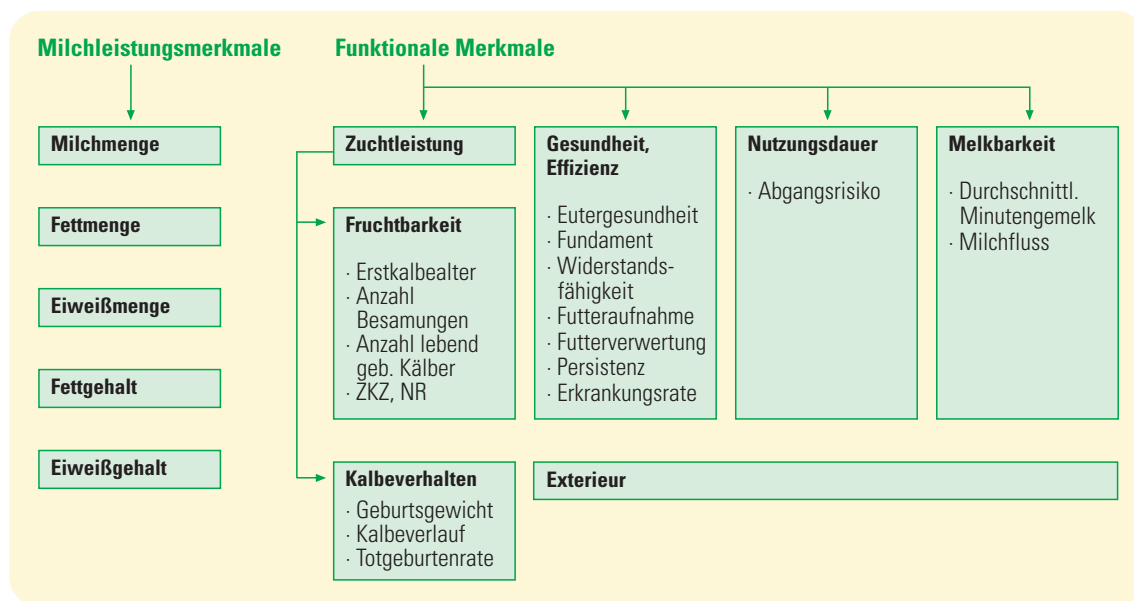 Milchleistungsmerkmale
Funktionale Merkmale
Milchmenge
Fettmenge
Eiweißmenge
Fettgehalt
Eiweißgehalt
Zuchtleistung
Fruchtbarkeit
· Erstkalbealter
· Anzahl
Besamungen
· Anzahl lebend
geb. Kälber
· ZKZ, NR
Kalbeverhalten
· Geburtsgewicht
· Kalbeverlauf
· Totgeburtenrate
Gesundheit,
Effizienz
· Eutergesundheit
· Fundament
· Widerstands-
fähigkeit
· Futteraufnahme
· Futterverwertung
· Persistenz
· Erkrankungsrate
Nutzungsdauer
· Abgangsrisiko
Melkbarkeit
· Durchschnittl.
Minutengemelk
· Milchfluss
Exterieur